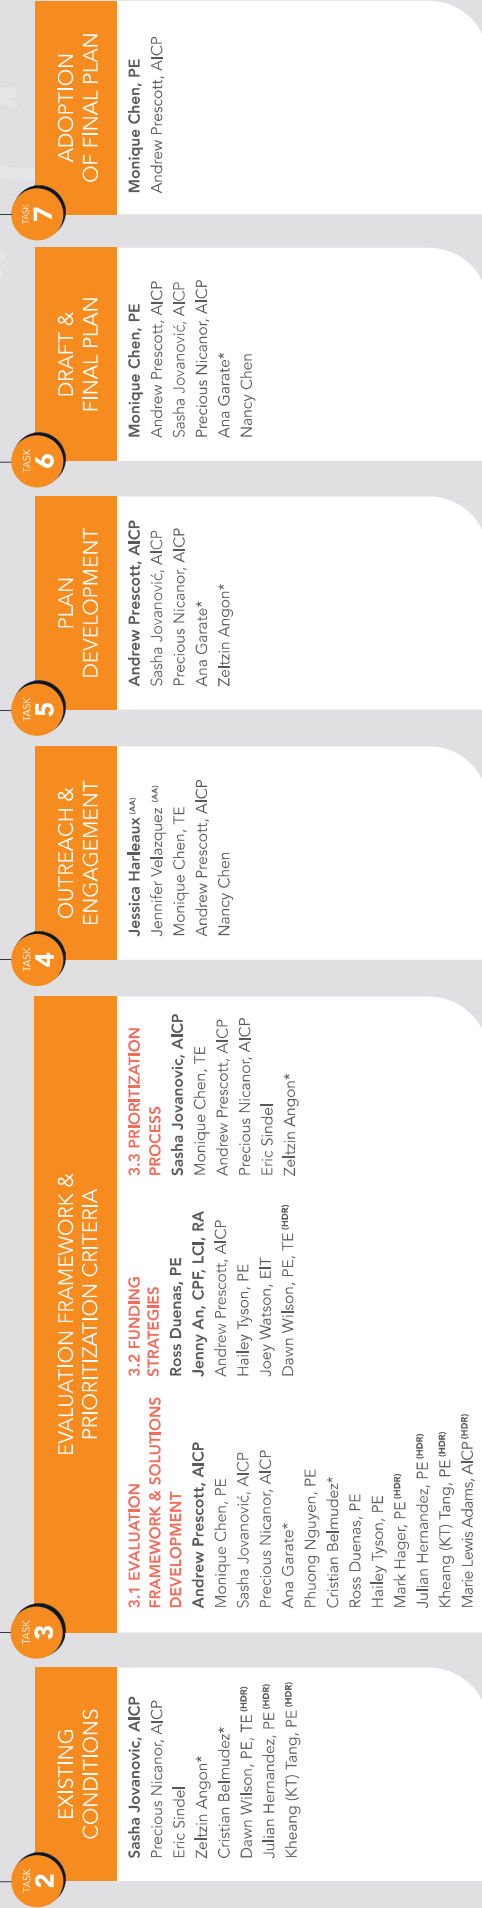 TASK
2
EXISTING
CONDITIONS
Sasha Jovanovic, AICP
Precious Nicanor, AICP
Eric Sindel
Zeltzin Angon*
Cristian Belmudez*
Dawn Wilson, PE, TE (HDR)
Julian Hernandez, PE (HDR)
Kheang (KT) Tang, PE (HDR)
TASK
3
EVALUATION FRAMEWORK &
PRIORITIZATION CRITERIA
3.1 EVALUATION
FRAMEWORK & SOLUTIONS
DEVELOPMENT
Andrew Prescott, AICP
Monique Chen, PE
Sasha Jovanović, AICP
Precious Nicanor, AICP
Ana Garate*
Phuong Nguyen, PE
Cristian Belmudez*
Ross Duenas, PE
Hailey Tyson, PE
Mark Hager, PE (HDR)
Julian Hernandez, PE (HDR)
Kheang (KT) Tang, PE (HDR)
Marie Lewis Adams, AICP (HDR)
3.2 FUNDING
STRATEGIES
Ross Duenas, PE
Jenny An, CPF, LCI, RA
Andrew Prescott, AICP
Hailey Tyson, PE
Joey Watson, EIT
Dawn Wilson, PE, TE (HDR)
3.3 PRIORITIZATION
PROCESS
Sasha Jovanovic, AICP
Monique Chen, TE
Andrew Prescott, AICP
Precious Nicanor, AICP
Eric Sindel
Zeltzin Angon*
TASK
4
OUTREACH &
ENGAGEMENT
Jessica Harleaux (AA)
Jennifer Velazquez (AA)
Monique Chen, TE
Andrew Prescott, AICP
Nancy Chen
TASK
5
PLAN
DEVELOPMENT
Andrew Prescott, AICP
Sasha Jovanović, AICP
Precious Nicanor, AICP
Ana Garate*
Zeltzin Angon*
TASK
6
DRAFT &
FINAL PLAN
Monique Chen, PE
Andrew Prescott, AICP
Sasha Jovanović, AICP
Precious Nicanor, AICP
Ana Garate*
Nancy Chen
TASK
7
ADOPTION
OF FINAL PLAN
Monique Chen, PE
Andrew Prescott, AICP